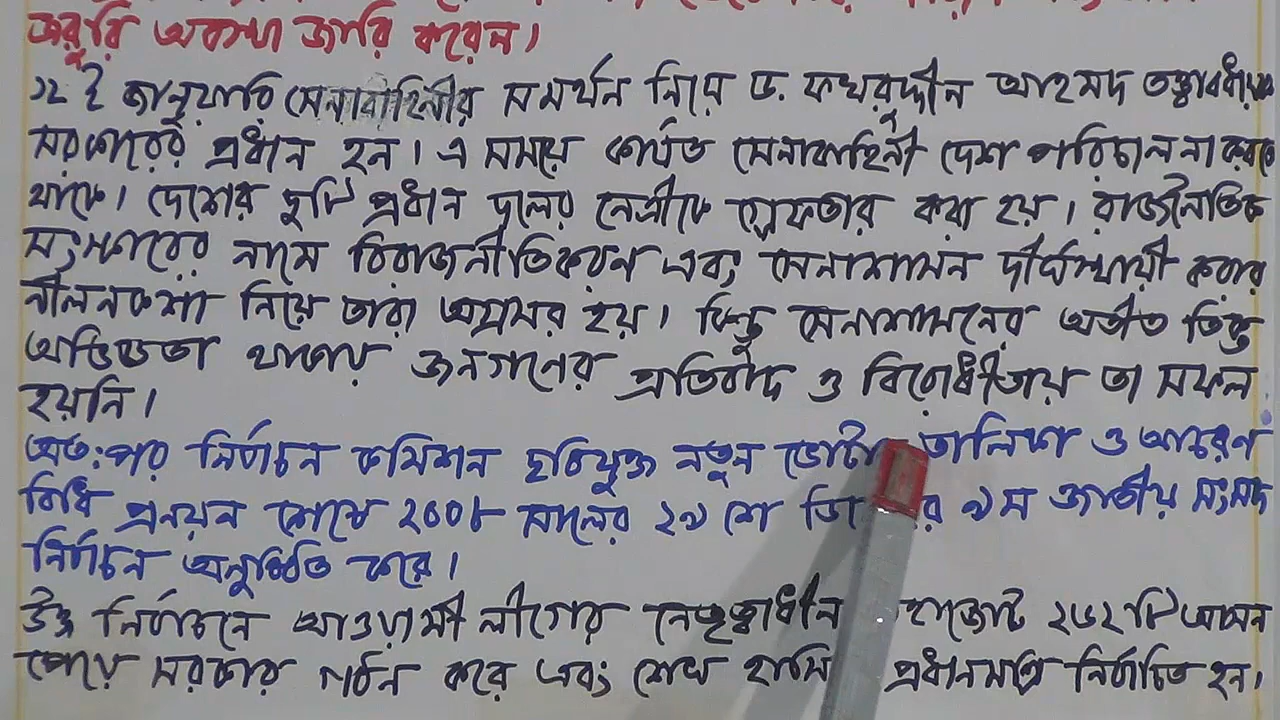 জরুরি অবস্থা জারি করেন।
১২ ই জানুয়ারি সেনাবাহিনীর সমর্থন নিয়ে ড. ফখরুদ্দীন আহমদ তত্ত্বাবধায়ক
সরকারের প্রধান হন। এ সময়ে কার্যত সেনাবাহিনী দেশ পরিচালনা করতে
থাকে। দেশের দুটি প্রধান দলের নেত্রীকে গ্রেফতার করা হয়। রাজনৈতিক
সংস্কারের নামে বিরাজনীতিকরণ এবং সেনাশাসন দীর্ঘস্থায়ী করার
নীলনকশা নিয়ে তারা অগ্রসর হয়। কিন্তু সেনাশাসনের অতীত তিক্ত
অভিজ্ঞতা থাকায় জনগনের প্রতিবাদ ও বিরোধীতায় তা সফল
হয়নি।
অত:পর নির্বাচন কমিশন ছবিযুক্ত নতুন তালিকা ও আচরণ
বিধি প্রনয়ন শেষে ২০০৮ সালের ২৯ শে ৯ম জাতীয় সংসদ
নির্বাচন অনুষ্ঠিত করে।
উক্ত নির্বাচনে আওয়ামী লীগের নেতৃত্বাধীন ২৬২টি আসন
পেয়ে সরকার গঠন করে এবং শেখ প্রধানমন্ত্রি নির্বাচিত হন।